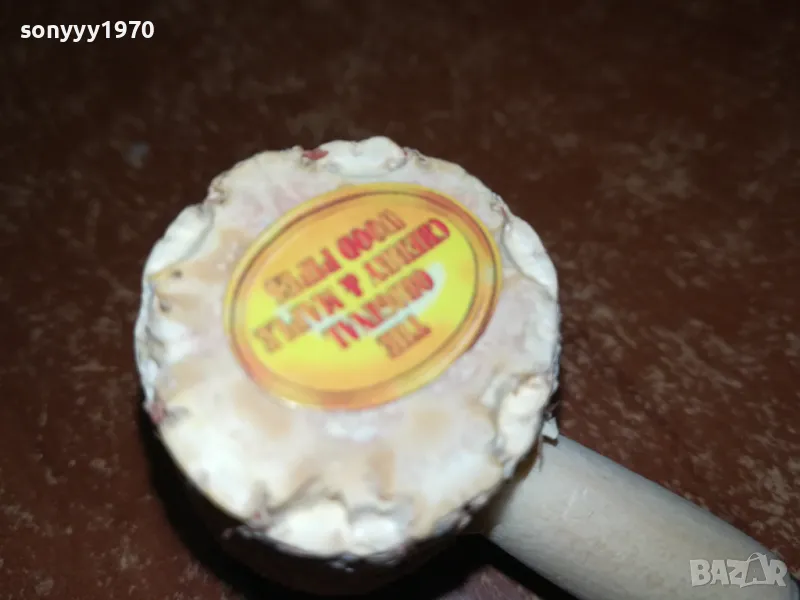 sonyyy1970
THE
ORIGINAL
CHERRY & MAPLE
WOOD PIPES
BAZAR